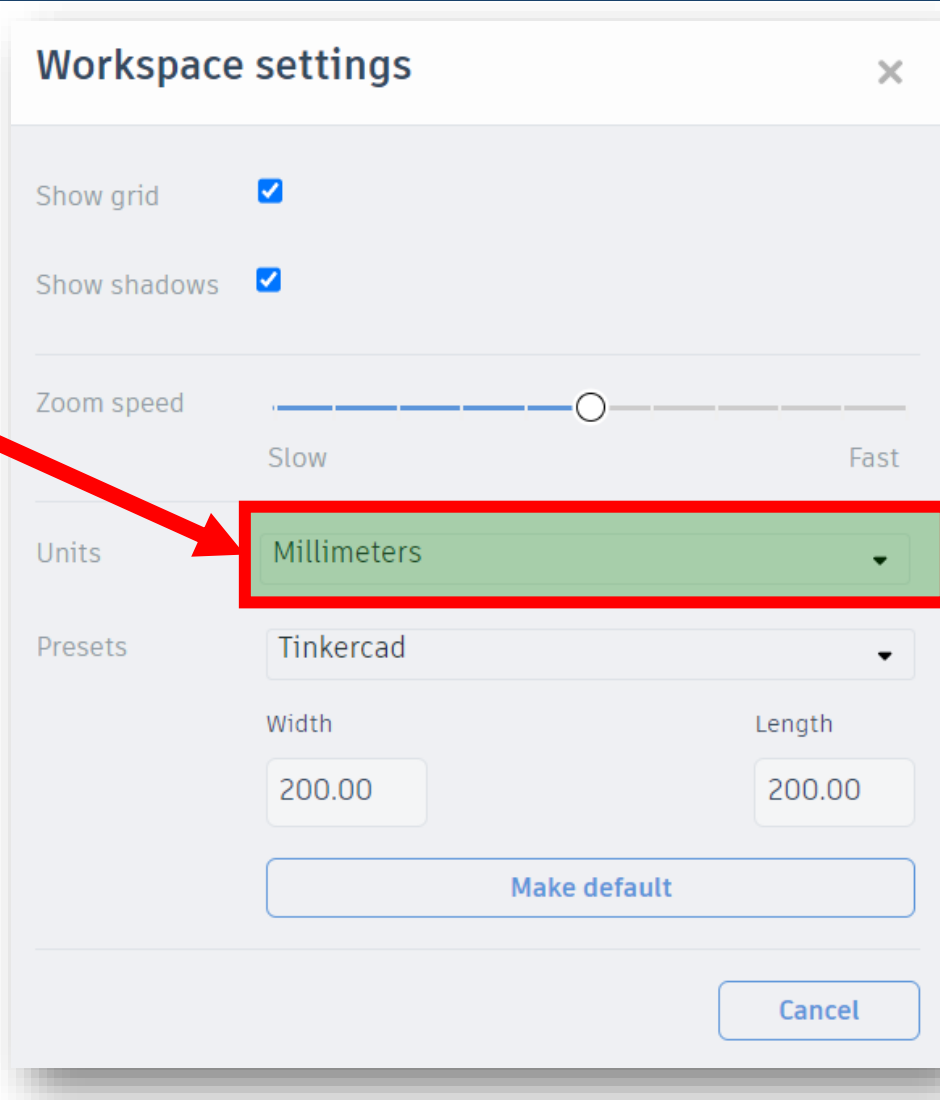 Workspace settings
Show grid
Show shadows
Zoom speed
Slow Fast
Units Millimeters
Presets Tinkercad
Width Length
200.00 200.00
Make default
Cancel